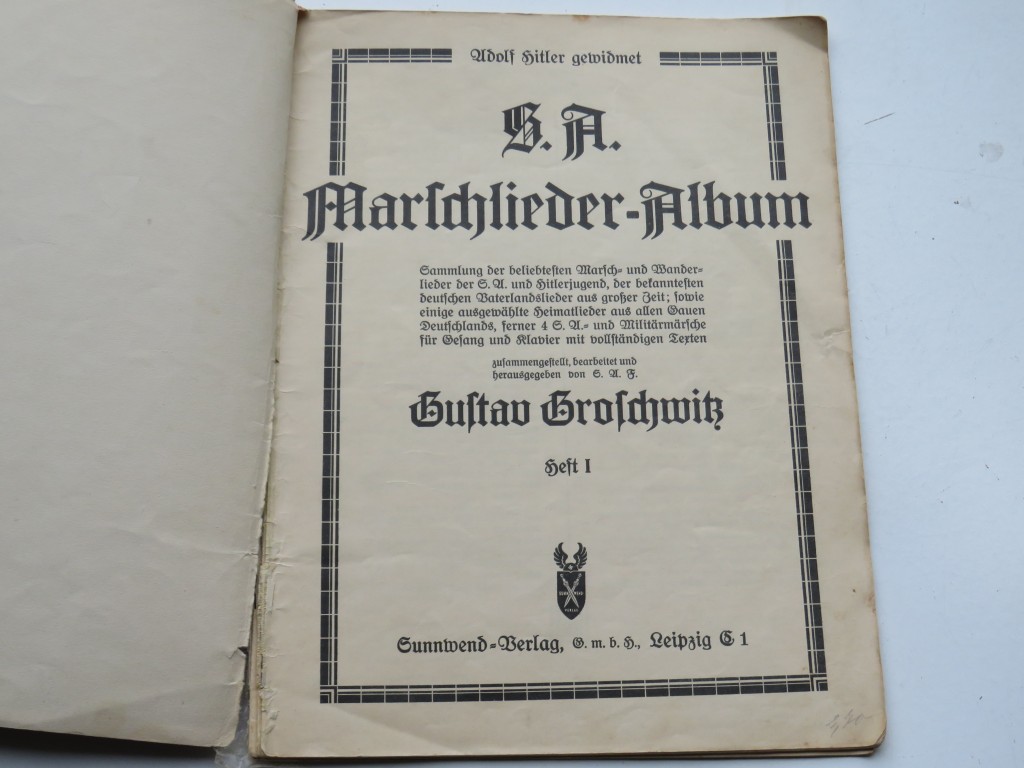 Adolf Hitler gewidmet
S. A.
Marſchlieder-Album
Sammlung der beliebteſten Marſch- und Wander-
lieder der S. A. und Hitlerjugend, der bekannteſten
deutſchen Vaterlandslieder aus großer Zeit; ſowie
einige ausgewählte Heimatlieder aus allen Gauen
Deutſchlands, ferner 4 S. A.- und Militärmärſche
für Geſang und Klavier mit vollſtändigen Texten
zuſammengeſtellt, bearbeitet und
herausgegeben von S. A. F.
Guſtav Groſchwitz
Heft I
Sunnwend-Verlag, G. m. b. H., Leipzig C 1